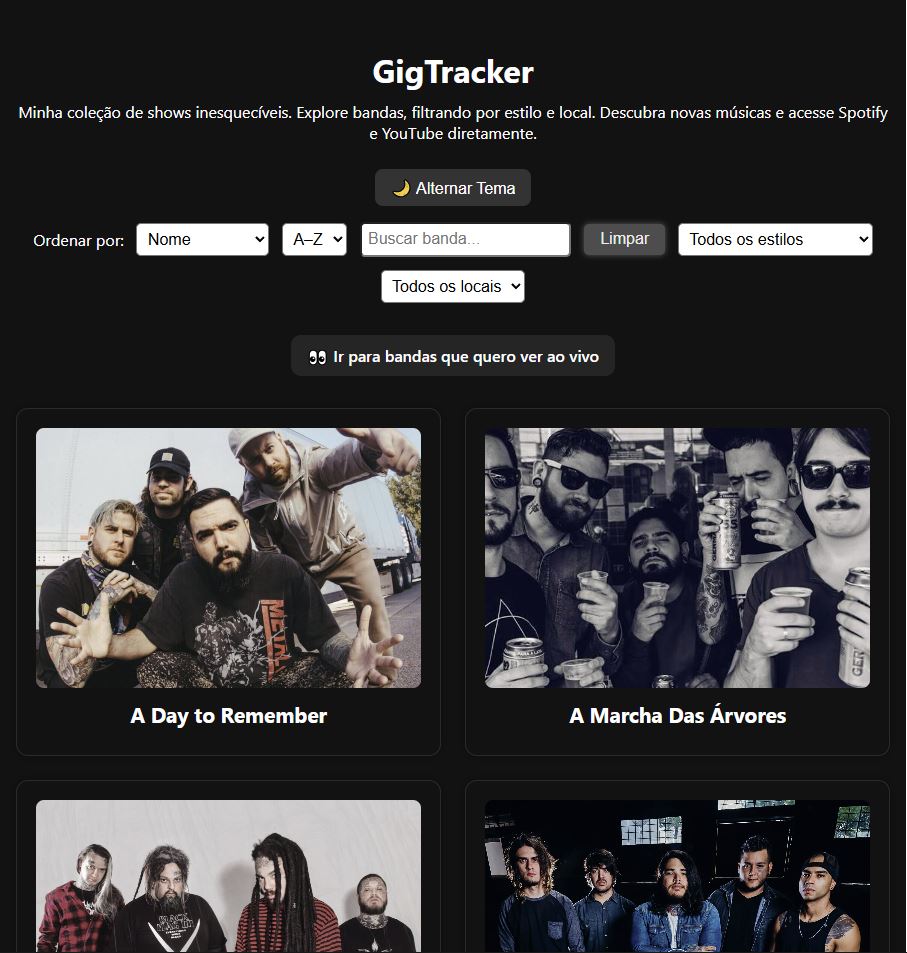 GigTracker
Minha coleção de shows inesquecíveis. Explore bandas, filtrando por estilo e local. Descubra novas músicas e acesse Spotify
e YouTube diretamente.
🌙 Alternar Tema
Ordenar por: Nome A–Z Buscar banda... Limpar Todos os estilos
Todos os locais
👀 Ir para bandas que quero ver ao vivo
A Day to Remember
A Marcha Das Árvores